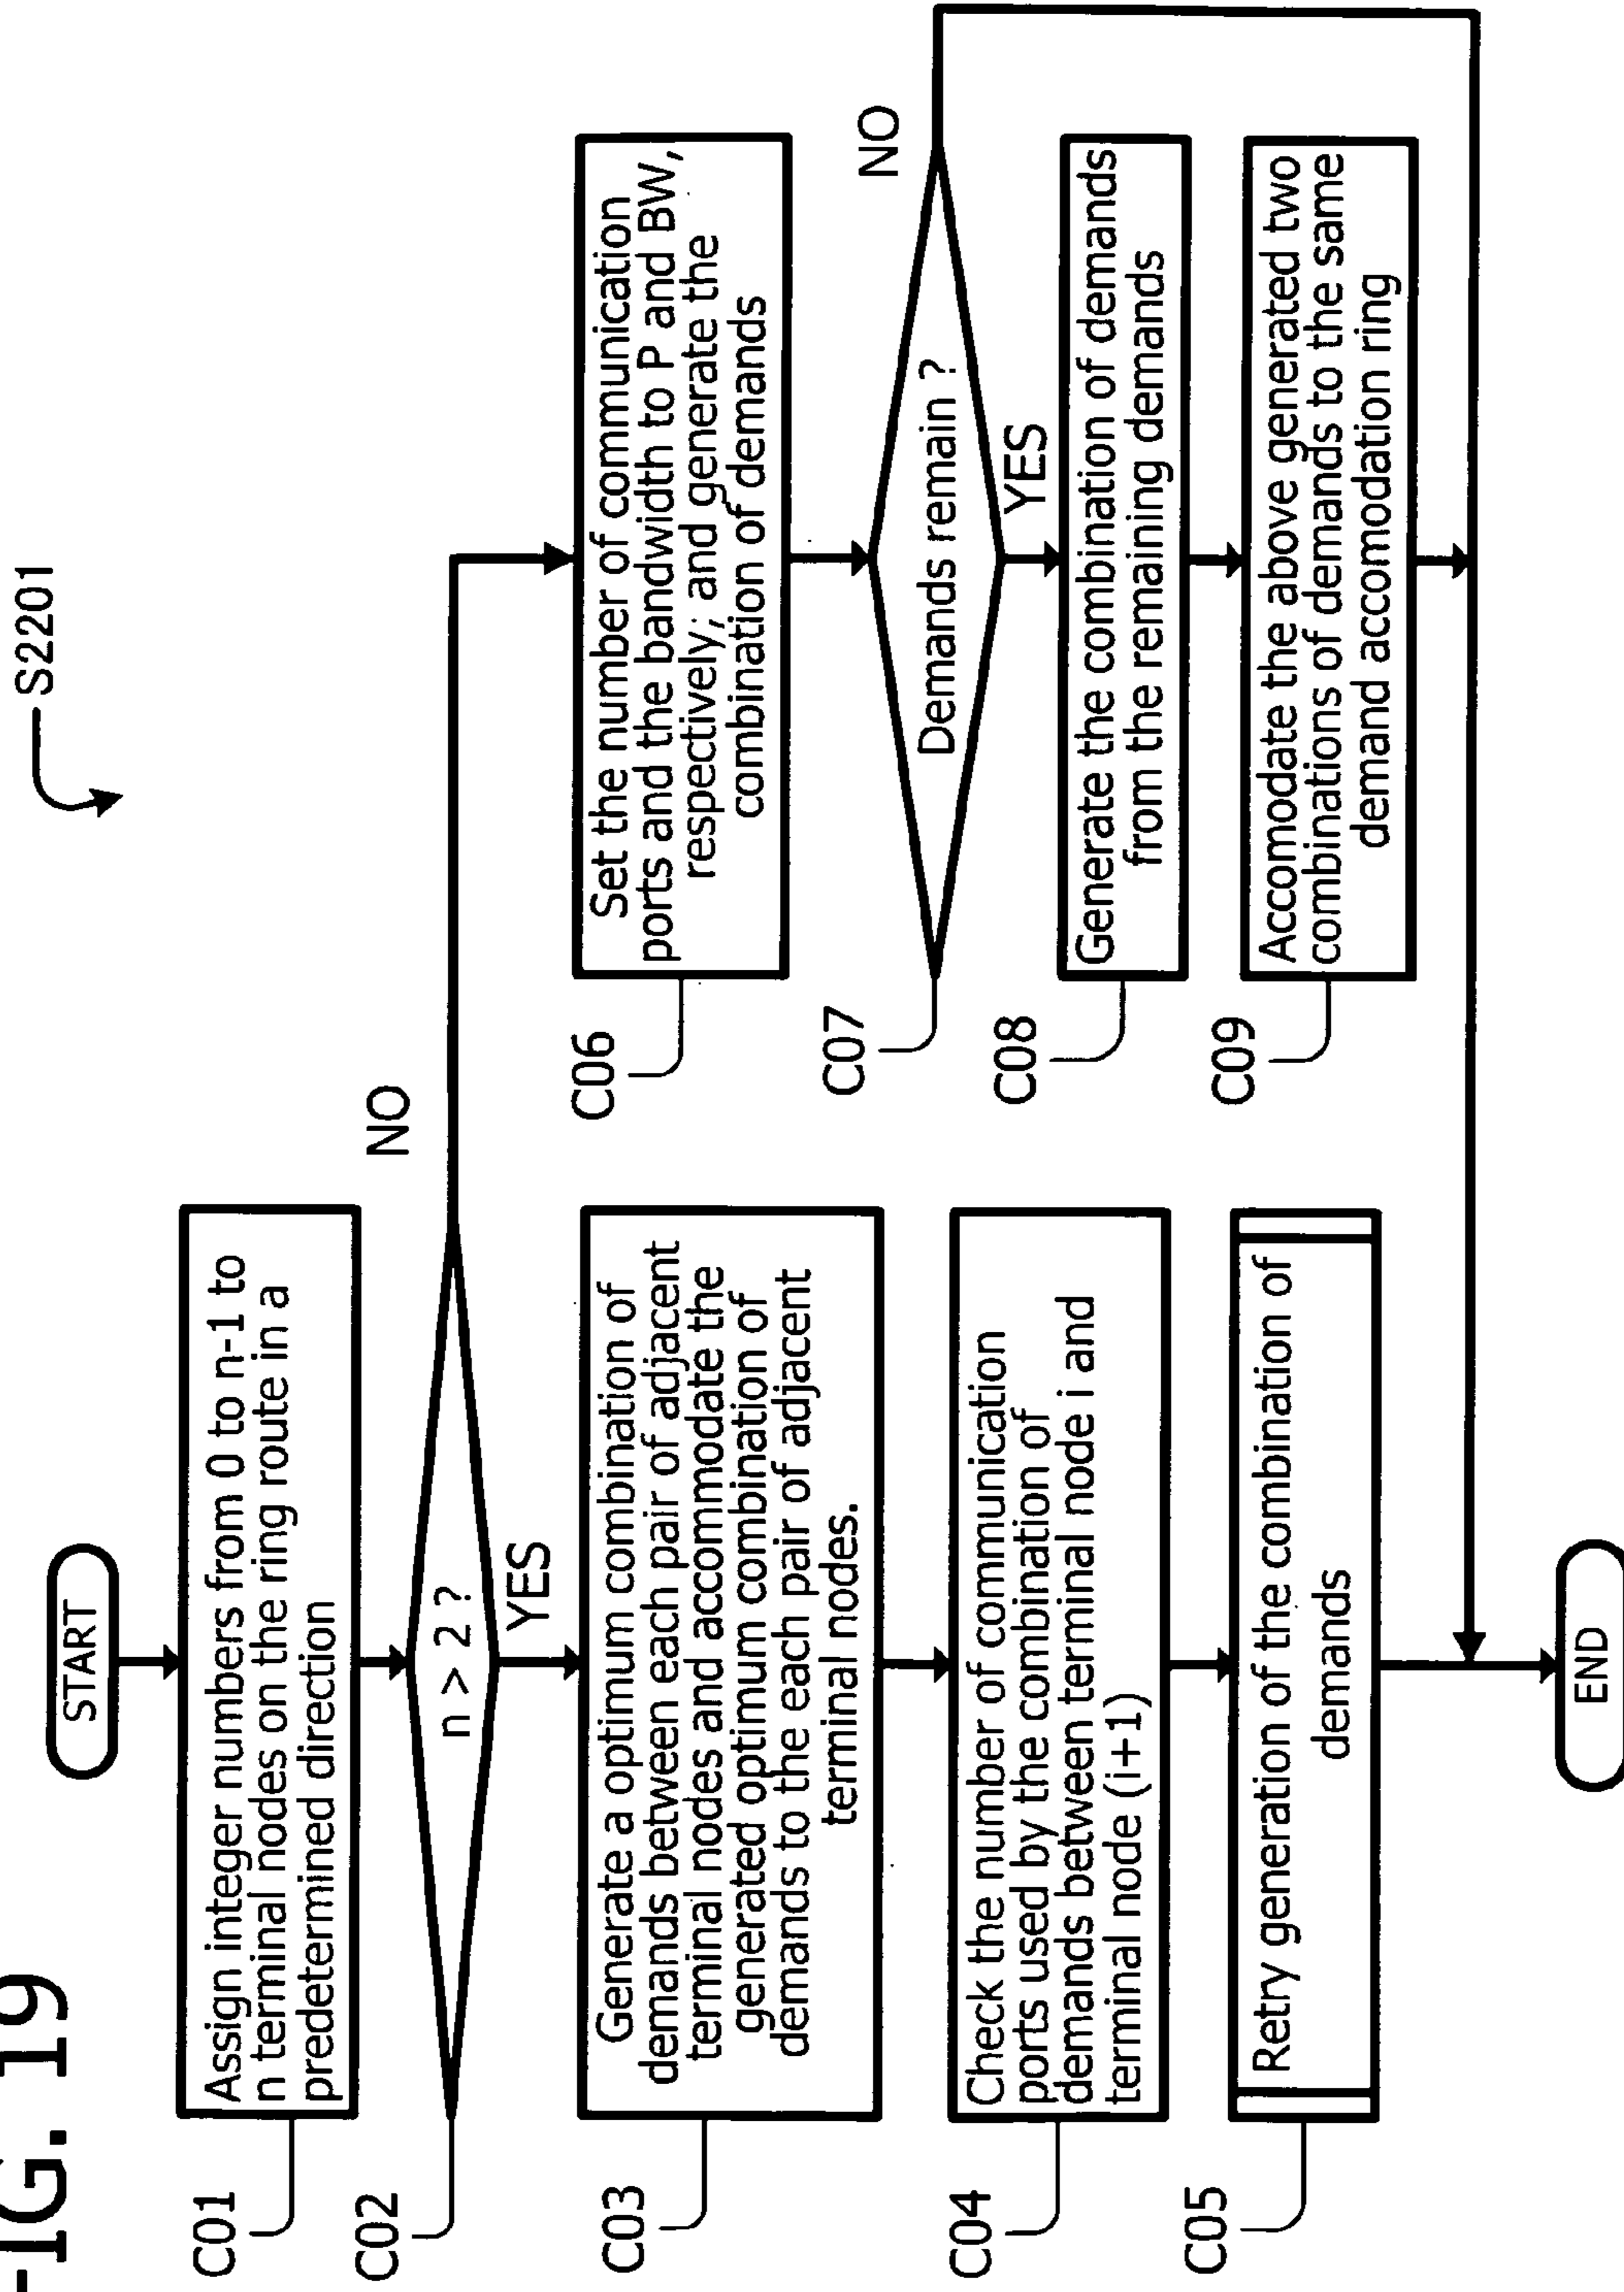 FIG. 19
S2201
START
C01
Assign integer numbers from 0 to n-1 to
n terminal nodes on the ring route in a
predetermined direction
C02
n > 2 ?
NO
YES
C03
Generate a optimum combination of
demands between each pair of adjacent
terminal nodes and accommodate the
generated optimum combination of
demands to the each pair of adjacent
terminal nodes.
C04
Check the number of communication
ports used by the combination of
demands between terminal node i and
terminal node (i+1)
C05
Retry generation of the combination of
demands
END
C06
Set the number of communication
ports and the bandwidth to P and BW,
respectively; and generate the
combination of demands
C07
Demands remain ?
NO
YES
C08
Generate the combination of demands
from the remaining demands
C09
Accomodate the above generated two
combinations of demands to the same
demand accomodation ring